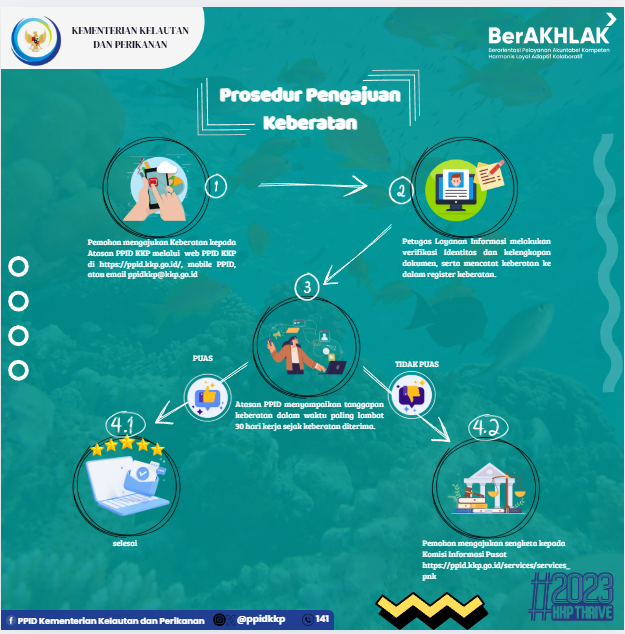 KEMENTERIAN KELAUTAN
DAN PERIKANAN
BerAKHLAK
Berorientasi Pelayanan Akuntabel Kompeten
Harmonis Loyal Adaptif Kolaboratif
Prosedur Pengajuan
Keberatan
1
2
Pemohon mengajukan Keberatan kepada
Atasan PPID KKP melalui web PPID KKP
di https://ppid.kkp.go.id/, mobile PPID,
atau email ppidkkp@kkp.go.id
Petugas Layanan Informasi melakukan
verifikasi Identitas dan kelengkapan
dokumen, serta mencatat keberatan ke
dalam register keberatan.
3
PUAS
TIDAK PUAS
Atasan PPID menyampaikan tanggapan
keberatan dalam waktu paling lambat
30 hari kerja sejak keberatan diterima.
4.1
4.2
selesai
Pemohon mengajukan sengketa kepada
Komisi Informasi Pusat
https://ppid.kkp.go.id/services/services_
pnk
#2023
KKP THRIVE
PPID Kementerian Kelautan dan Perikanan @ppidkkp 141